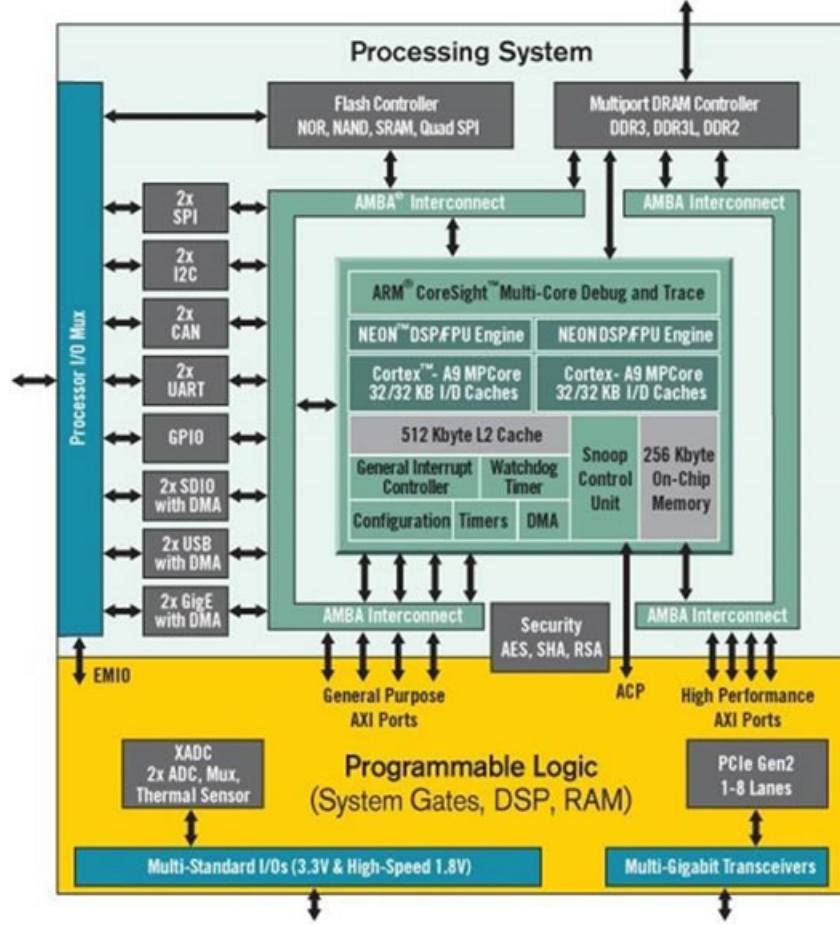 Processing System
Flash Controller
NOR, NAND, SRAM, Quad SPI
Multiport DRAM Controller
DDR3, DDR3L, DDR2
AMBA® Interconnect
AMBA Interconnect
Processor I/O Mux
2x
SPI
2x
I2C
2x
CAN
2x
UART
GPIO
2x SDIO
with DMA
2x USB
with DMA
2x GigE
with DMA
ARM® CoreSight™ Multi-Core Debug and Trace
NEON™ DSP/FPU Engine
NEON DSP/FPU Engine
Cortex™- A9 MPCore
32/32 KB I/D Caches
Cortex- A9 MPCore
32/32 KB I/D Caches
512 Kbyte L2 Cache
General Interrupt
Controller
Watchdog
Timer
Configuration
Timers
DMA
Snoop
Control
Unit
256 Kbyte
On-Chip
Memory
AMBA Interconnect
Security
AES, SHA, RSA
AMBA Interconnect
EMIO
General Purpose
AXI Ports
ACP
High Performance
AXI Ports
XADC
2x ADC, Mux,
Thermal Sensor
Programmable Logic
(System Gates, DSP, RAM)
PCIe Gen2
1-8 Lanes
Multi-Standard I/Os (3.3V & High-Speed 1.8V)
Multi-Gigabit Transceivers